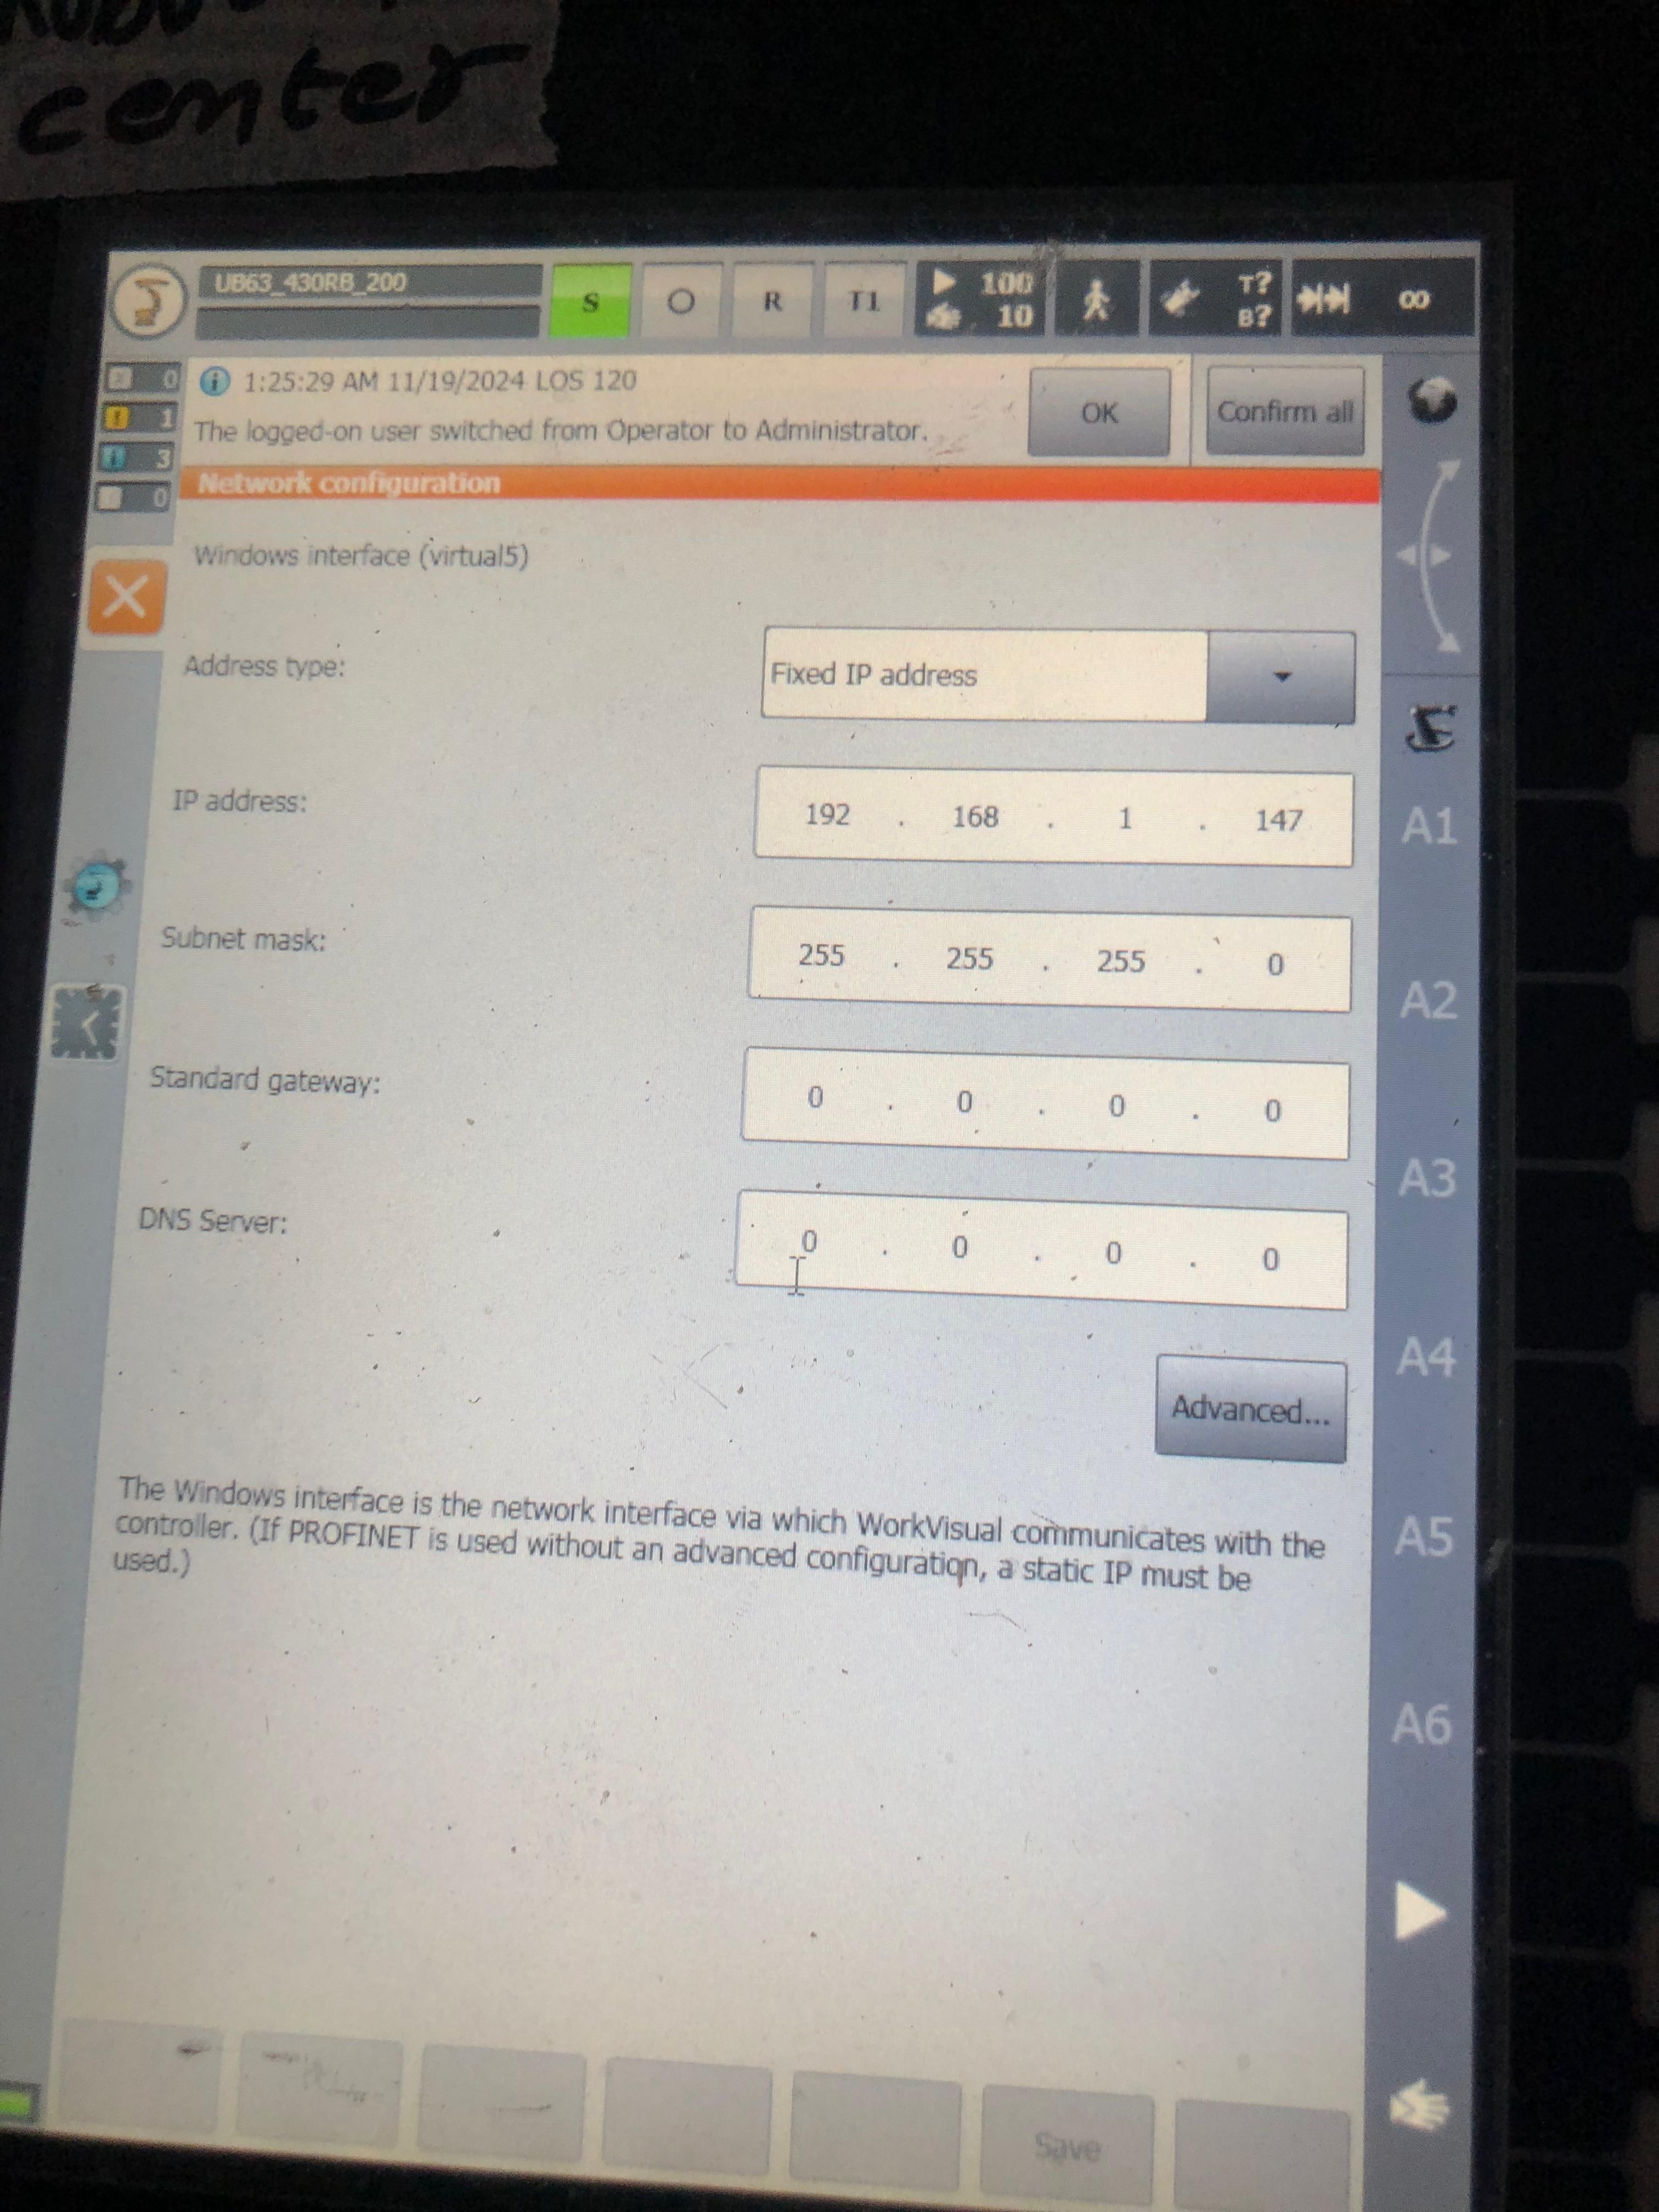 center
UB63_430RB_200
S
O
R
T1
100
10
T?
B?
∞
0
1
3
0
1:25:29 AM 11/19/2024 LOS 120
The logged-on user switched from Operator to Administrator.
OK
Confirm all
Network configuration
Windows interface (virtual5)
Address type:
Fixed IP address
IP address:
192 . 168 . 1 . 147
Subnet mask:
255 . 255 . 255 . 0
Standard gateway:
0 . 0 . 0 . 0
DNS Server:
0 . 0 . 0 . 0
Advanced...
The Windows interface is the network interface via which WorkVisual communicates with the
controller. (If PROFINET is used without an advanced configuration, a static IP must be
used.)
A1
A2
A3
A4
A5
A6
Save